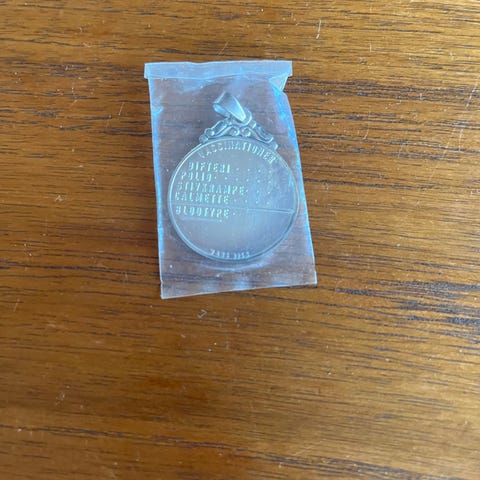 VACCINATIONER
DIFTERI
POLIO
STIVKRAMPE
CALMETTE
BLODTYPE